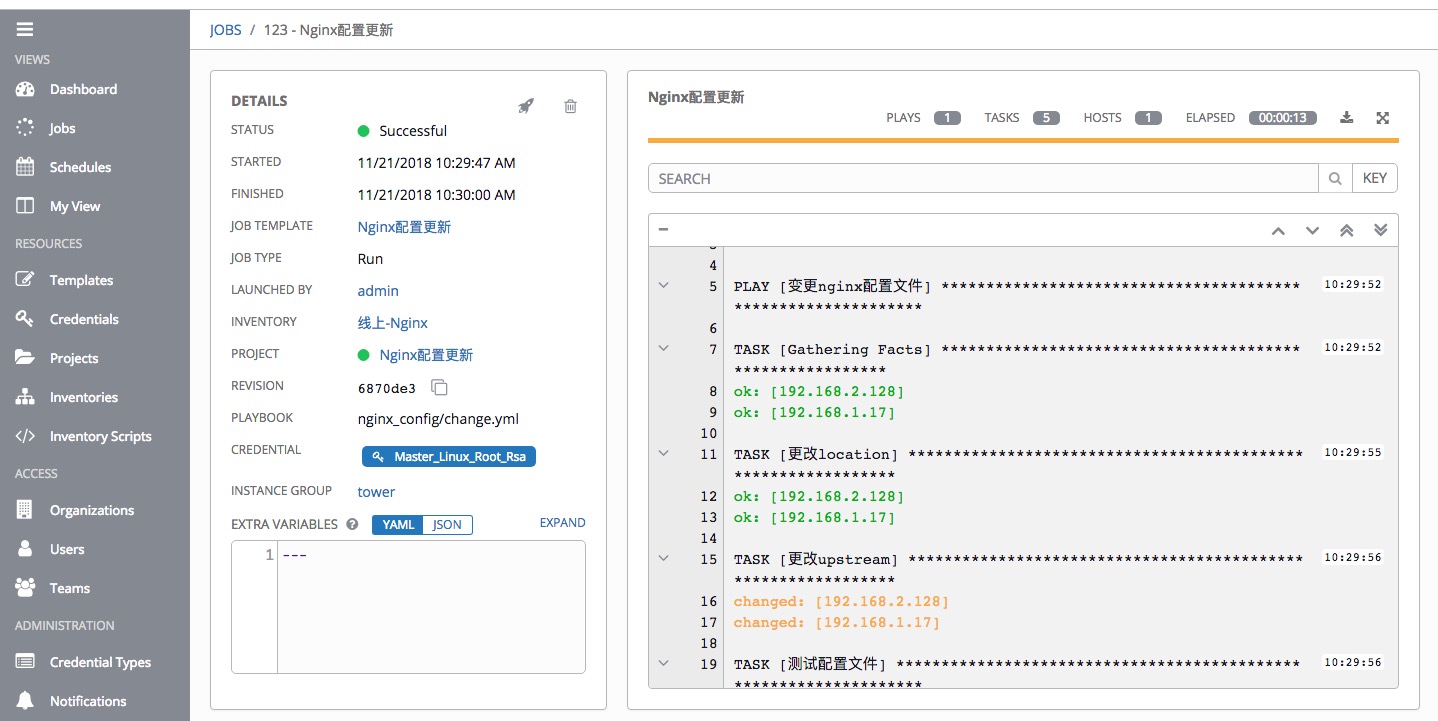 JOBS / 123 - Nginx配置更新
VIEWS
Dashboard
Jobs
Schedules
My View
RESOURCES
Templates
Credentials
Projects
Inventories
Inventory Scripts
ACCESS
Organizations
Users
Teams
ADMINISTRATION
Credential Types
Notifications
DETAILS
STATUS Successful
STARTED 11/21/2018 10:29:47 AM
FINISHED 11/21/2018 10:30:00 AM
JOB TEMPLATE Nginx配置更新
JOB TYPE Run
LAUNCHED BY admin
INVENTORY 线上-Nginx
PROJECT Nginx配置更新
REVISION 6870de3
PLAYBOOK nginx_config/change.yml
CREDENTIAL Master_Linux_Root_Rsa
INSTANCE GROUP tower
EXTRA VARIABLES ? YAML JSON EXPAND
1 ---
Nginx配置更新
PLAYS 1 TASKS 5 HOSTS 1 ELAPSED 00:00:13
SEARCH KEY
4
5 PLAY [变更nginx配置文件] **************************************** 10:29:52
*********************
6
7 TASK [Gathering Facts] **************************************** 10:29:52
*****************
8 ok: [192.168.2.128]
9 ok: [192.168.1.17]
10
11 TASK [更改location] ******************************************** 10:29:55
******************
12 ok: [192.168.2.128]
13 ok: [192.168.1.17]
14
15 TASK [更改upstream] ******************************************** 10:29:56
******************
16 changed: [192.168.2.128]
17 changed: [192.168.1.17]
18
19 TASK [测试配置文件] ********************************************* 10:29:56
*********************